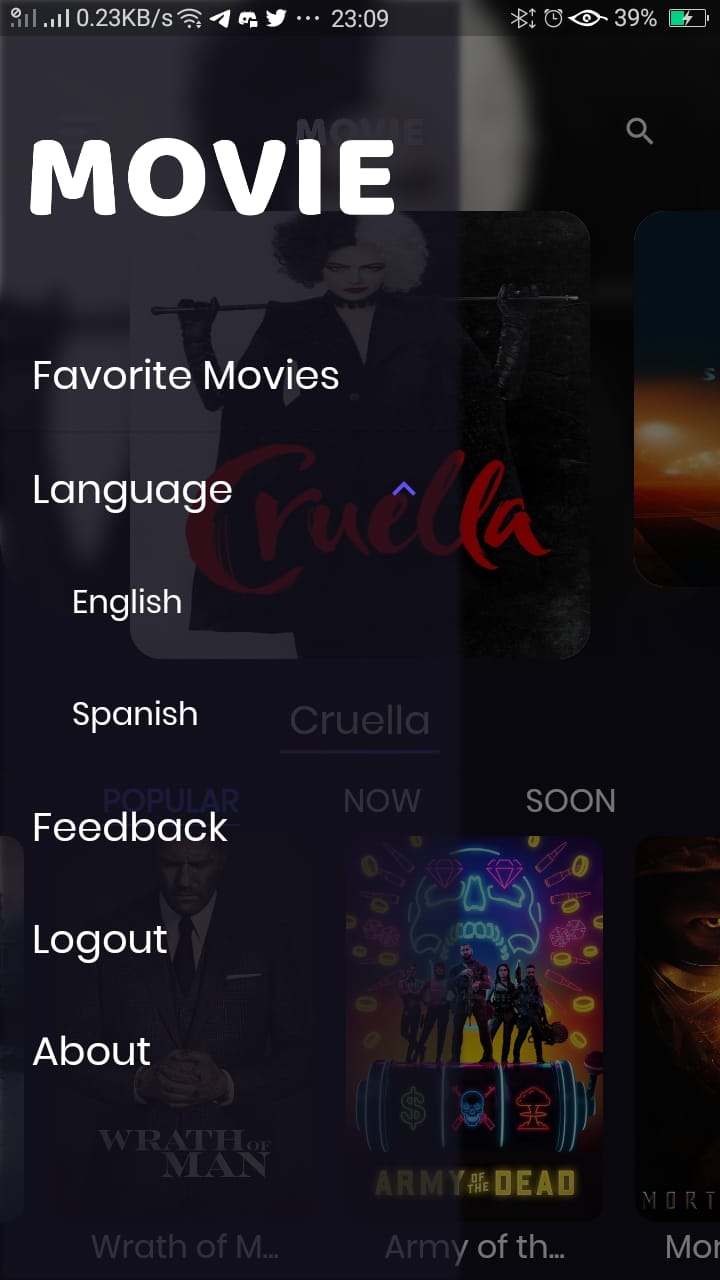 0.23KB/s ... 23:09 39%
MOVIE
MOVIE
Favorite Movies
Language
Cruella
English
Spanish
Cruella
POPULAR NOW SOON
Feedback
Logout
About
WRATH OF MAN
ARMY OF THE DEAD
MORT
Wrath of M... Army of th... Mor